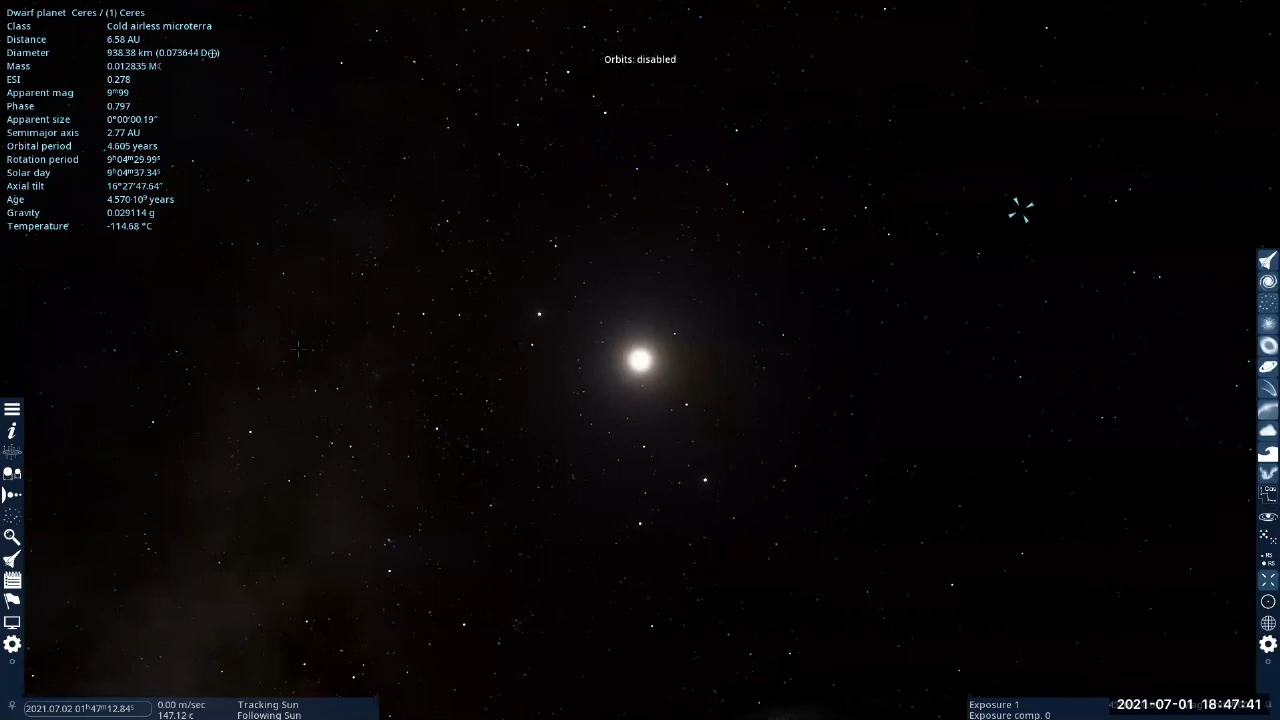 Dwarf planet Ceres / (1) Ceres
Class Cold airless microterra
Distance 6.58 AU
Diameter 938.38 km (0.073644 D⊕)
Mass 0.012835 M☾
ESI 0.278
Apparent mag 9ᵐ99
Phase 0.797
Apparent size 0°00′00.19″
Semimajor axis 2.77 AU
Orbital period 4.605 years
Rotation period 9ʰ04ᵐ29.99ˢ
Solar day 9ʰ04ᵐ37.34ˢ
Axial tilt 16°27′47.64″
Age 4.570·10⁹ years
Gravity 0.029114 g
Temperature -114.68 °C
Orbits: disabled
2021.07.02 01ʰ47ᵐ12.84ˢ
0.00 m/sec
147.12 c
Tracking Sun
Following Sun
Exposure 1
Exposure comp. 0
2021-07-01 18:47:41